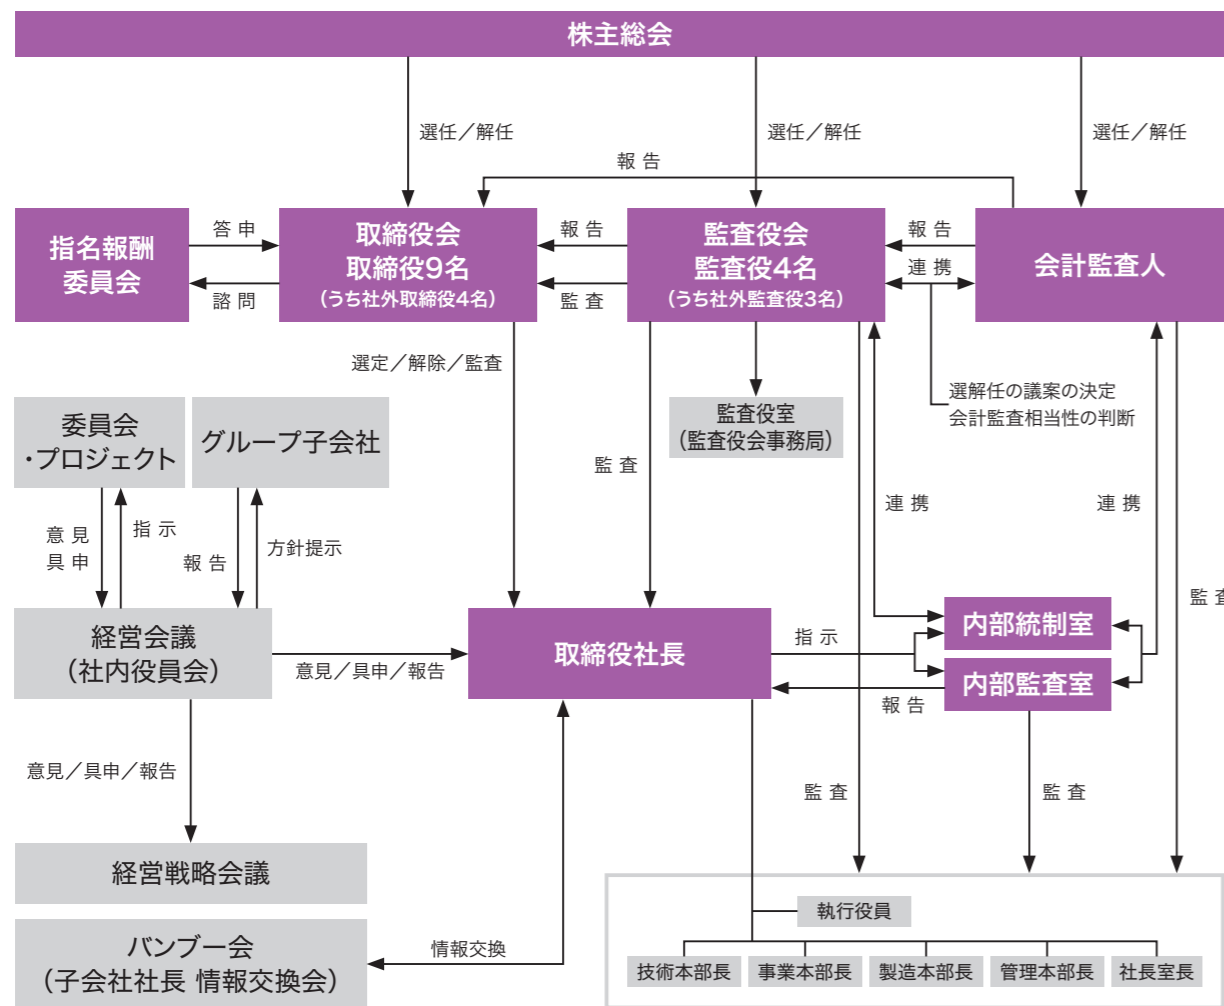 株主総会
選任／解任
選任／解任
選任／解任
報 告
指名報酬
委員会
答 申
諮 問
取締役会
取締役9名
（うち社外取締役4名）
報 告
監 査
監査役会
監査役4名
（うち社外監査役3名）
報 告
連 携
会計監査人
選定／解除／監査
選解任の議案の決定
会計監査相当性の判断
監査役室
（監査役会事務局）
委員会
・プロジェクト
グループ子会社
監 査
連 携
連 携
意 見
具 申
指 示
報 告
方針提示
監 査
経営会議
（社内役員会）
意見／具申／報告
取締役社長
指 示
報 告
内部統制室
内部監査室
意見／具申／報告
監 査
監 査
経営戦略会議
バンブー会
（子会社社長 情報交換会）
情報交換
執行役員
技術本部長
事業本部長
製造本部長
管理本部長
社長室長